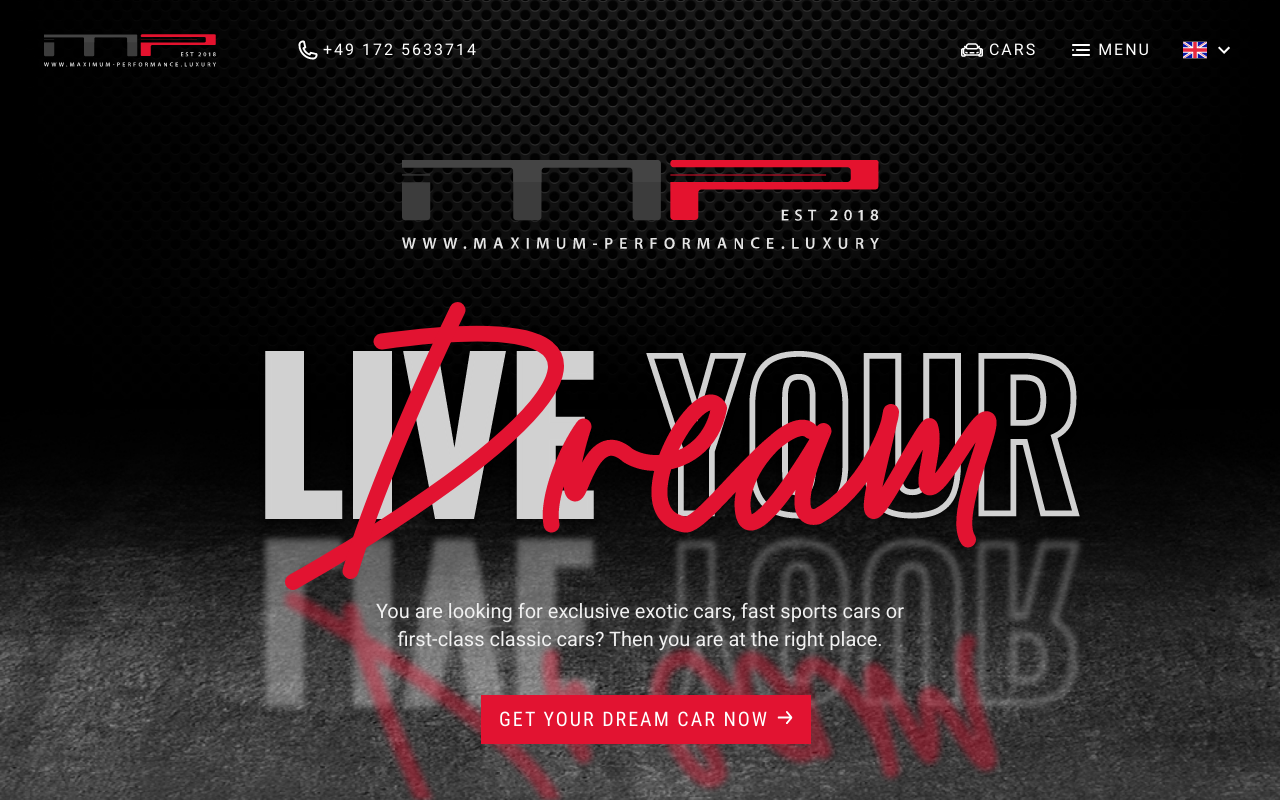 EST 2018
WWW.MAXIMUM-PERFORMANCE.LUXURY
+49 172 5633714
CARS
MENU
mp
EST 2018
WWW.MAXIMUM-PERFORMANCE.LUXURY
LIVE YOUR
Dream
You are looking for exclusive exotic cars, fast sports cars or
first-class classic cars? Then you are at the right place.
GET YOUR DREAM CAR NOW →